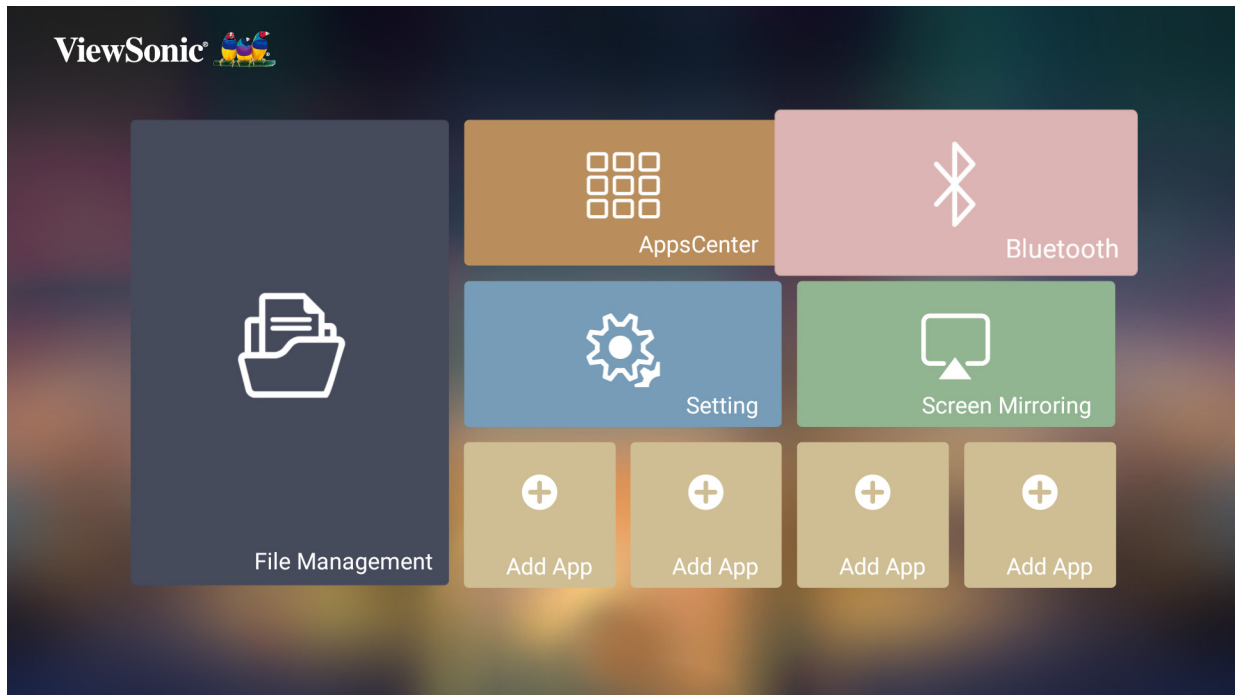 ViewSonic®
AppsCenter
Bluetooth
Setting
Screen Mirroring
File Management
Add App
Add App
Add App
Add App